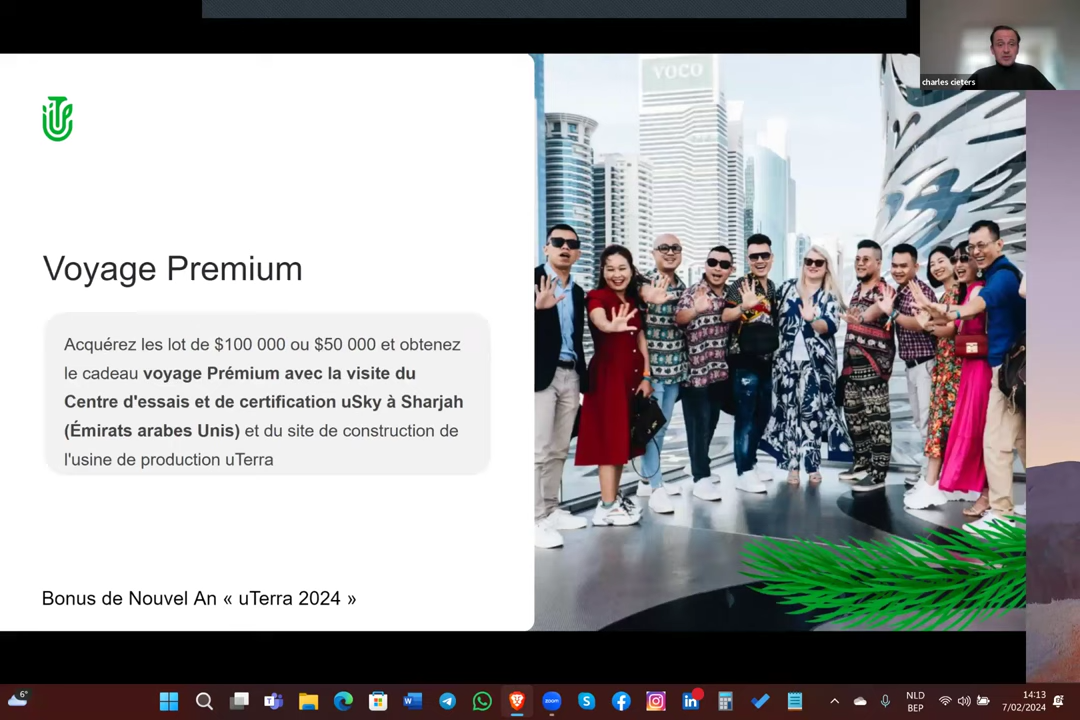 VOCO
charles cieters
Voyage Premium
Acquérez les lot de $100 000 ou $50 000 et obtenez
le cadeau voyage Prémium avec la visite du
Centre d'essais et de certification uSky à Sharjah
(Émirats arabes Unis) et du site de construction de
l'usine de production uTerra
Bonus de Nouvel An « uTerra 2024 »
6°
zoom
NLD
BEP
14:13
7/02/2024